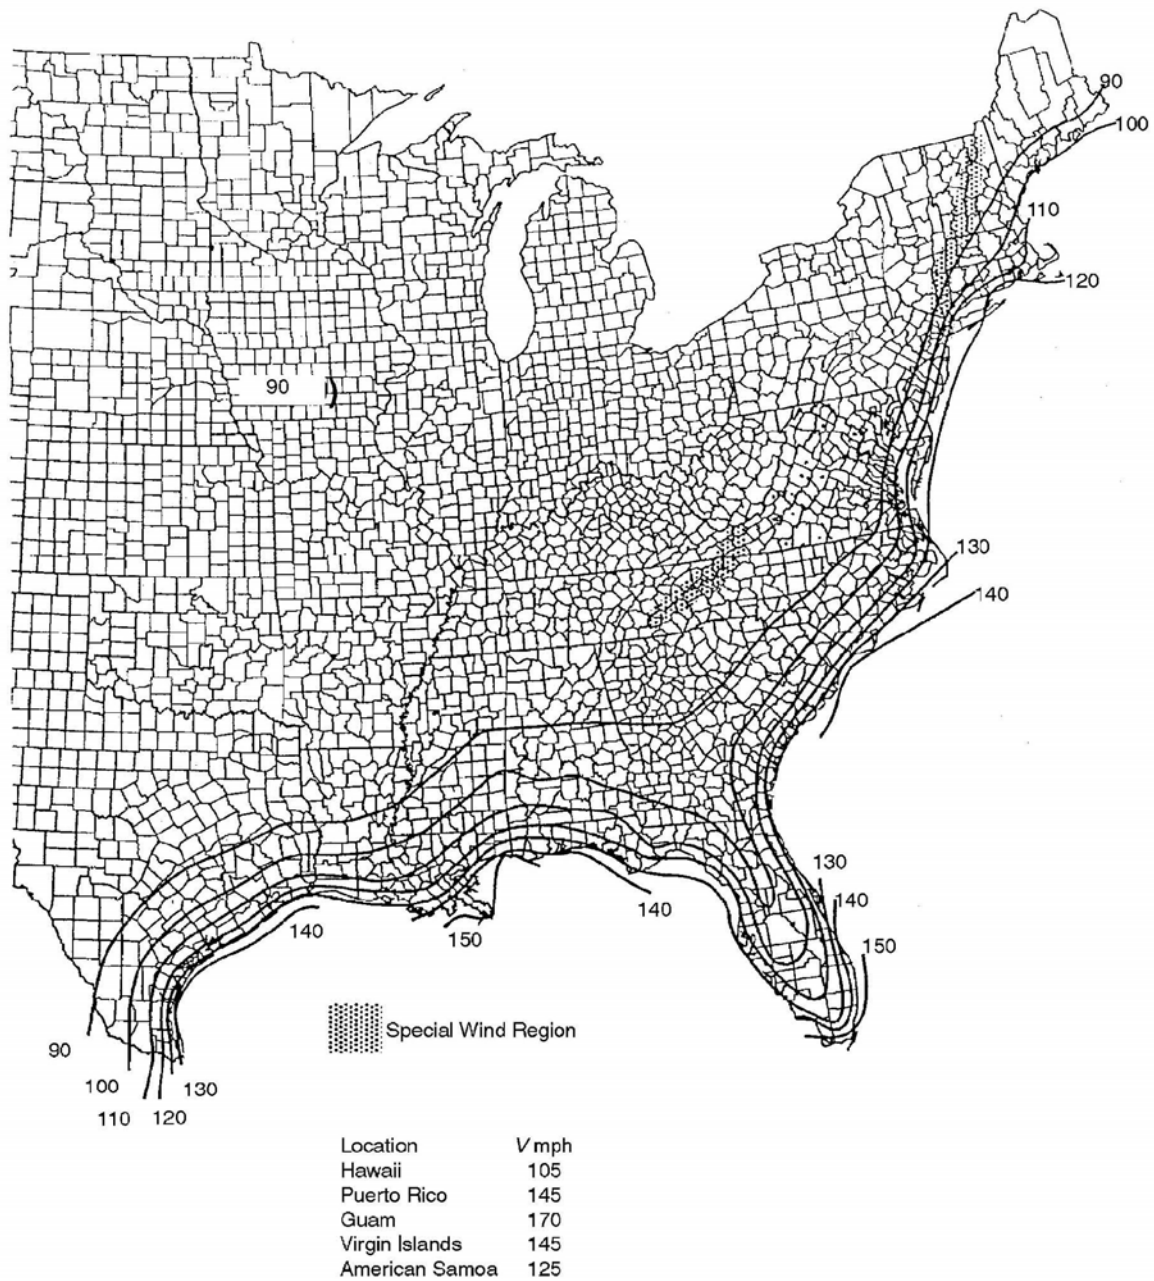 90
100
110
120
90
130
140
130
140
140
150
140
150
Special Wind Region
90
100
130
110
120
Location V mph
Hawaii 105
Puerto Rico 145
Guam 170
Virgin Islands 145
American Samoa 125